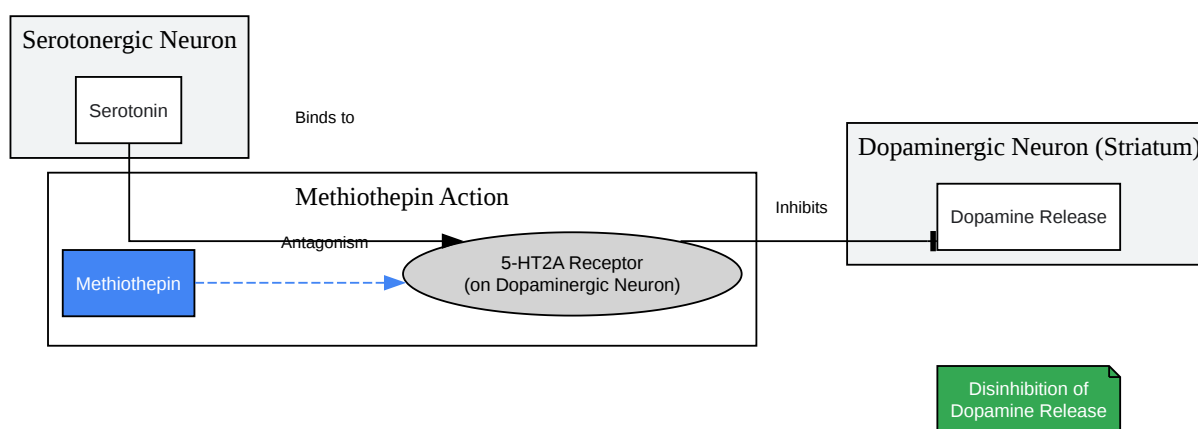 Serotonergic Neuron
Serotonin
Binds to
Dopaminergic Neuron (Striatum)
Methiothepin Action
Inhibits
Dopamine Release
Antagonism
5-HT2A Receptor
(on Dopaminergic Neuron)
Methiothepin
Disinhibition of
Dopamine Release